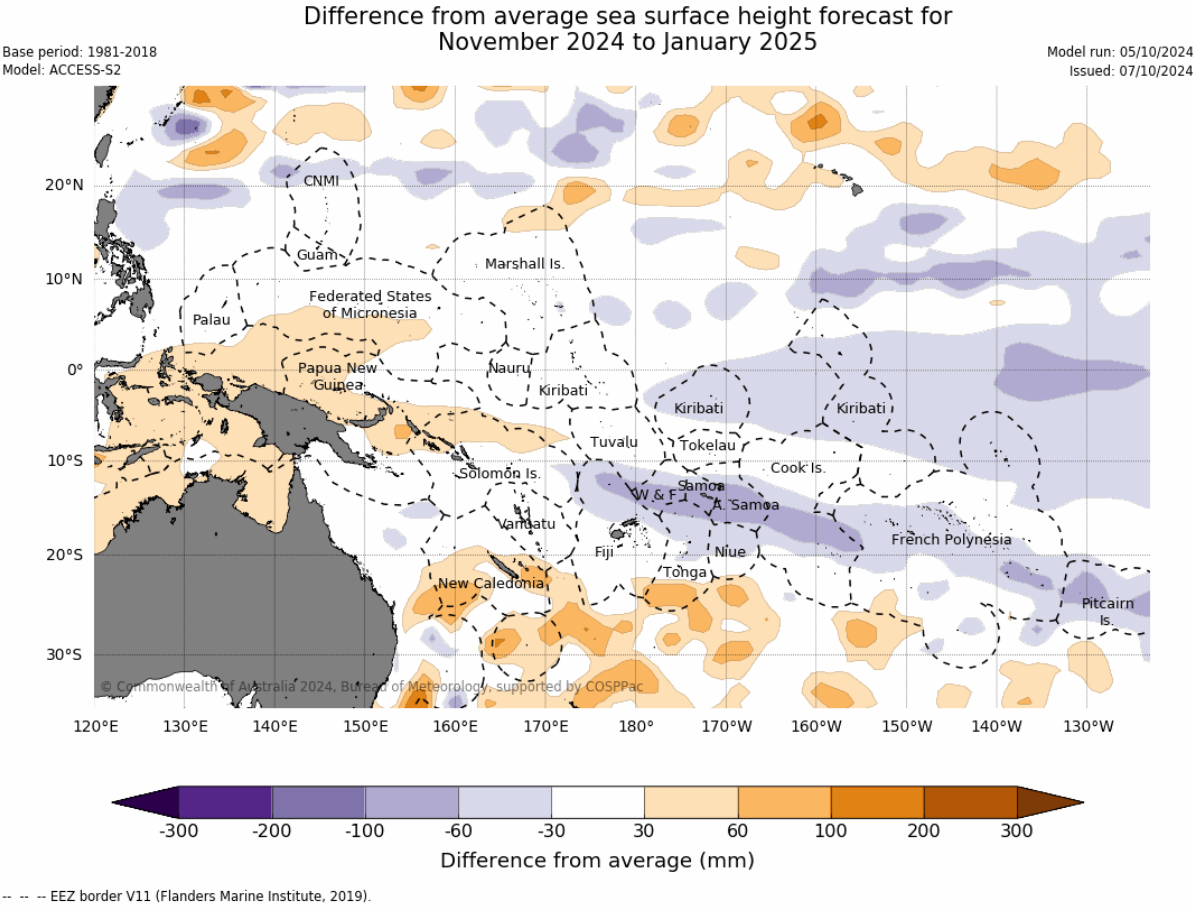 Difference from average sea surface height forecast for
November 2024 to January 2025
Base period: 1981-2018
Model: ACCESS-S2
Model run: 05/10/2024
Issued: 07/10/2024
20°N
10°N
0°
10°S
20°S
30°S
CNMI
Guam
Marshall Is.
Federated States
of Micronesia
Palau
Papua New
Guinea
Nauru
Kiribati
Kiribati
Kiribati
Tuvalu
Tokelau
Solomon Is.
Cook Is.
Samoa
W & F
A. Samoa
Vanuatu
French Polynesia
Fiji
Niue
Tonga
New Caledonia
Pitcairn
Is.
© Commonwealth of Australia 2024, Bureau of Meteorology, supported by COSPPac
120°E 130°E 140°E 150°E 160°E 170°E 180° 170°W 160°W 150°W 140°W 130°W
-300 -200 -100 -60 -30 30 60 100 200 300
Difference from average (mm)
-- -- -- EEZ border V11 (Flanders Marine Institute, 2019).